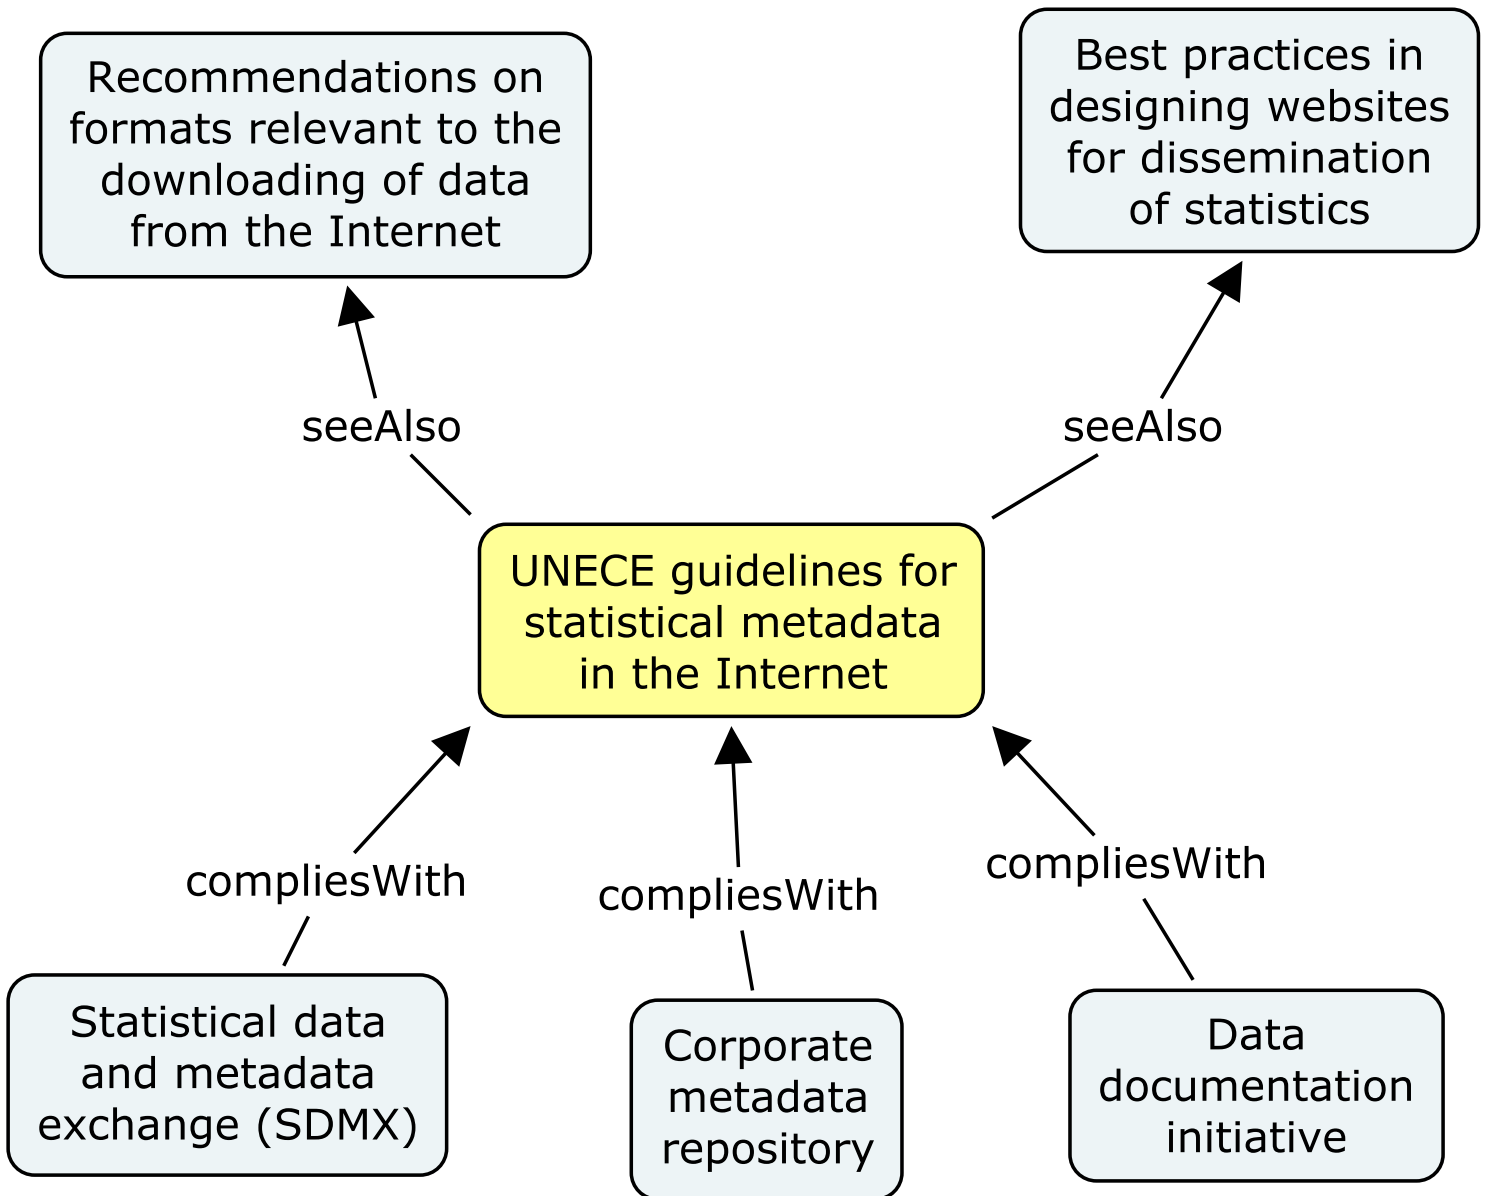 Recommendations on
formats relevant to the
downloading of data
from the Internet
Best practices in
designing websites
for dissemination
of statistics
seeAlso
seeAlso
UNECE guidelines for
statistical metadata
in the Internet
compliesWith
compliesWith
compliesWith
Statistical data
and metadata
exchange (SDMX)
Corporate
metadata
repository
Data
documentation
initiative